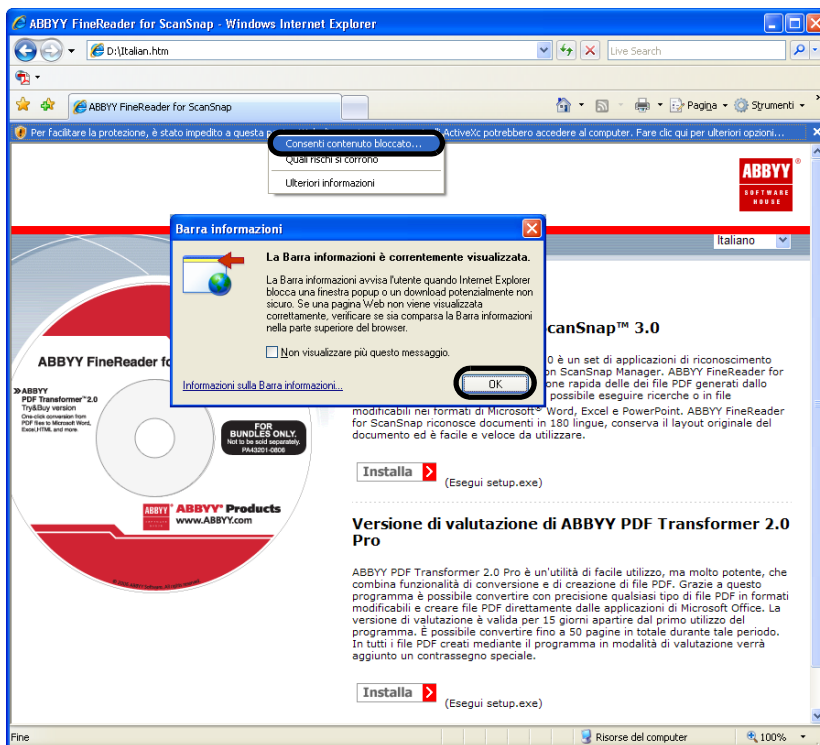 ABBYY FineReader for ScanSnap - Windows Internet Explorer
D:\Italian.htm
Live Search
ABBYY FineReader for ScanSnap
Pagina
Strumenti
Per facilitare la protezione, è stato impedito a questa
ActiveXc potrebbero accedere al computer. Fare clic qui per ulteriori opzioni...
Consenti contenuto bloccato...
Quali rischi si corrono
Ulteriori informazioni
ABBYY
SOFTWARE
HOUSE
Italiano
Barra informazioni
La Barra informazioni è correntemente visualizzata.
La Barra informazioni avvisa l'utente quando Internet Explorer
blocca una finestra popup o un download potenzialmente non
sicuro. Se una pagina Web non viene visualizzata
correttamente, verificare se sia comparsa la Barra informazioni
nella parte superiore del browser.
Non visualizzare più questo messaggio.
Informazioni sulla Barra informazioni...
OK
ABBYY FineReader fo
ABBYY
PDF Transformer™2.0
Try&Buy version
One-click conversion from
PDF files to Microsoft Word,
Excel,HTML and more.
FOR
BUNDLES ONLY.
Not to be sold separately.
PA43201-0806
ABBYY
ABBYY® Products
www.ABBYY.com
ScanSnap™ 3.0
0 è un set di applicazioni di riconoscimento
on ScanSnap Manager. ABBYY FineReader for
one rapida delle dei file PDF generati dallo
possibile eseguire ricerche o in file
modificabili nei formati di Microsoft® Word, Excel e PowerPoint. ABBYY FineReader
for ScanSnap riconosce documenti in 180 lingue, conserva il layout originale del
documento ed è facile e veloce da utilizzare.
Installa
(Esegui setup.exe)
Versione di valutazione di ABBYY PDF Transformer 2.0
Pro
ABBYY PDF Transformer 2.0 Pro è un'utilità di facile utilizzo, ma molto potente, che
combina funzionalità di conversione e di creazione di file PDF. Grazie a questo
programma è possibile convertire con precisione qualsiasi tipo di file PDF in formati
modificabili e creare file PDF direttamente dalle applicazioni di Microsoft Office. La
versione di valutazione è valida per 15 giorni apartire dal primo utilizzo del
programma. È possibile convertire fino a 50 pagine in totale durante tale periodo.
In tutti i file PDF creati mediante il programma in modalità di valutazione verrà
aggiunto un contrassegno speciale.
Installa
(Esegui setup.exe)
Fine
Risorse del computer
100%